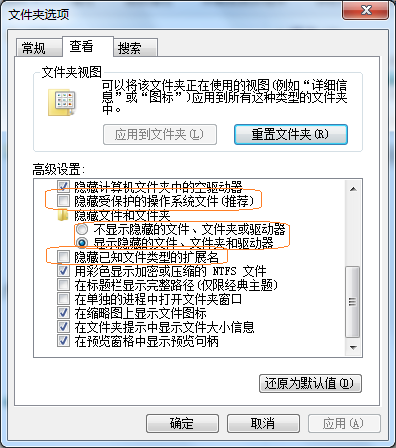 文件夹选项
常规
查看
搜索
文件夹视图
可以将该文件夹正在使用的视图(例如“详细信
息”或“图标”)应用到所有这种类型的文件夹
中。
应用到文件夹(L)
重置文件夹(R)
高级设置:
隐藏计算机文件夹中的空驱动器
隐藏受保护的操作系统文件(推荐)
隐藏文件和文件夹
不显示隐藏的文件、文件夹或驱动器
显示隐藏的文件、文件夹和驱动器
隐藏已知文件类型的扩展名
用彩色显示加密或压缩的 NTFS 文件
在标题栏显示完整路径(仅限经典主题)
在单独的进程中打开文件夹窗口
在缩略图上显示文件图标
在文件夹提示中显示文件大小信息
在预览窗格中显示预览句柄
还原为默认值(D)
确定
取消
应用(A)